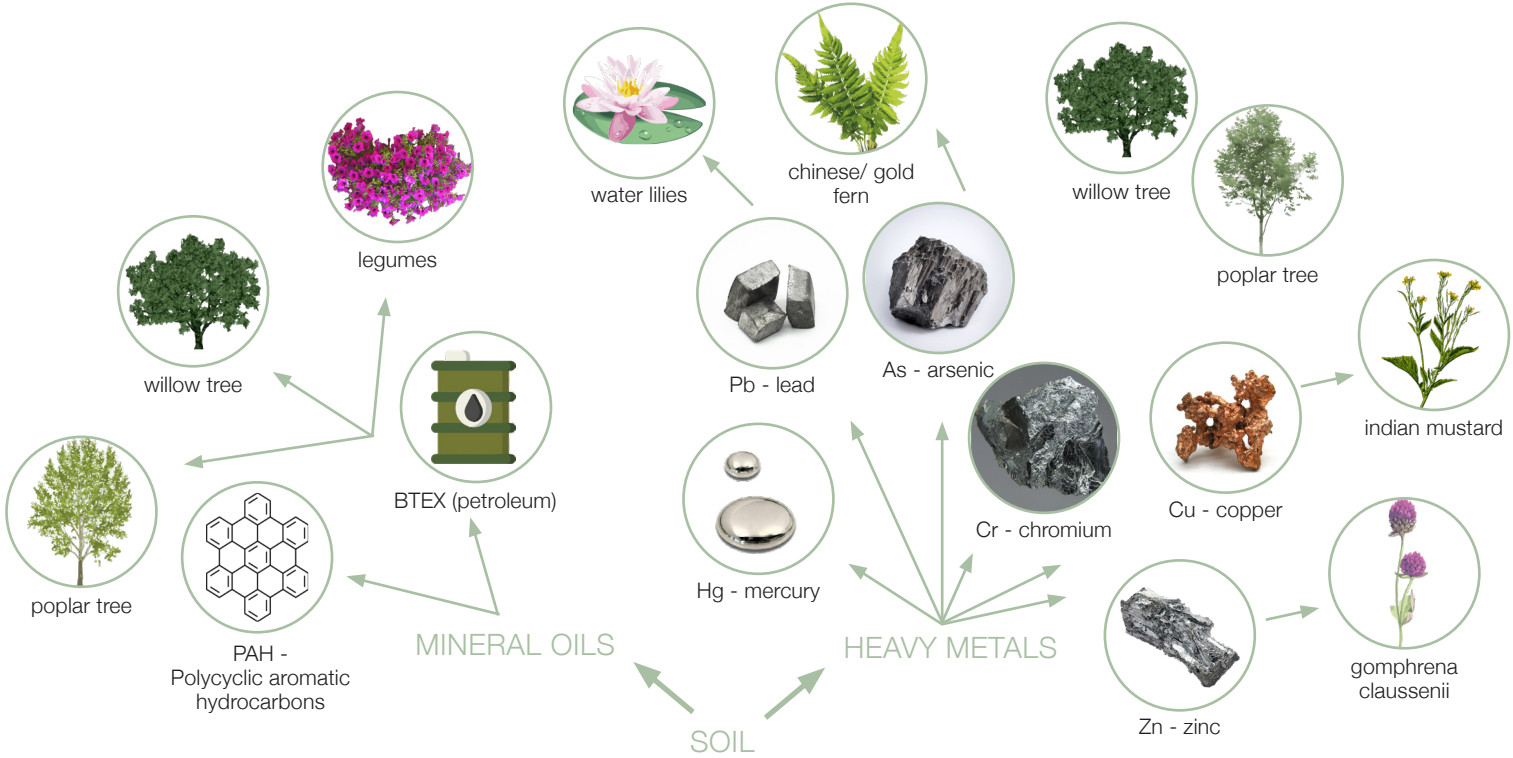 water lilies
chinese/ gold
fern
willow tree
poplar tree
legumes
willow tree
poplar tree
indian mustard
Pb - lead
As - arsenic
BTEX (petroleum)
Hg - mercury
Cr - chromium
Cu - copper
PAH -
Polycyclic aromatic
hydrocarbons
gomphrena
claussenii
Zn - zinc
MINERAL OILS
HEAVY METALS
SOIL